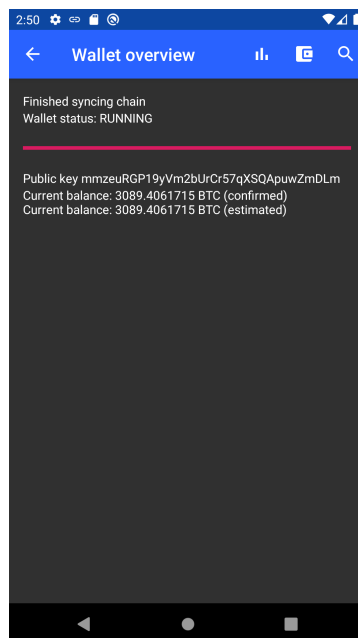 2:50
Wallet overview
Finished syncing chain
Wallet status: RUNNING
Public key mmzeuRGP19yVm2bUrCr57qXSQApuwZmDLm
Current balance: 3089.4061715 BTC (confirmed)
Current balance: 3089.4061715 BTC (estimated)